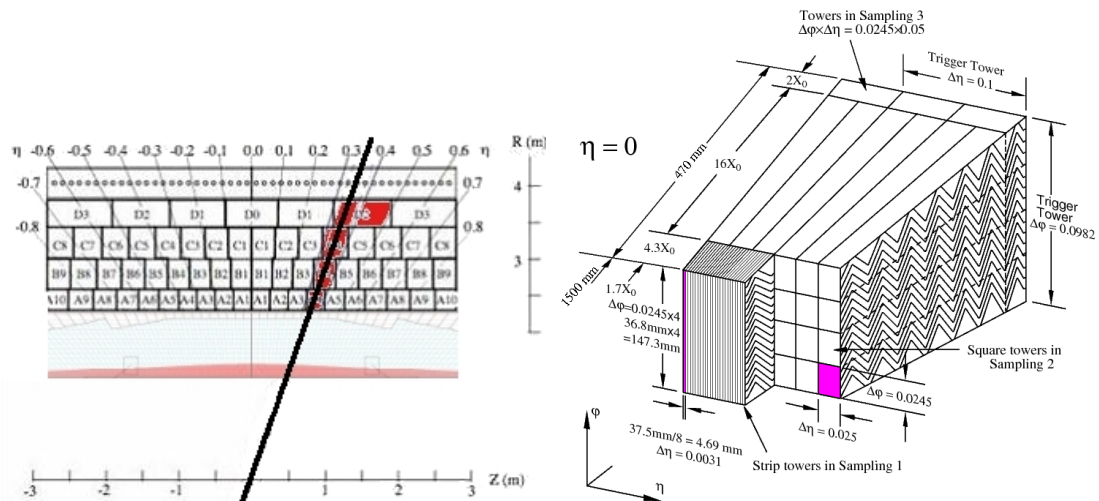 η -0.6 -0.5 -0.4 -0.3 -0.2 -0.1 0.0 0.1 0.2 0.3 0.4 0.5 0.6 η
R (m)
-0.7 0.7
4
D3 D2 D1 D0 D1 D2 D3
-0.8 0.8
C8 C7 C6 C5 C4 C3 C2 C1 C1 C2 C3 C5 C6 C7 C8
3
B9 B8 B7 B6 B5 B4 B3 B2 B1 B1 B2 B3 B5 B6 B7 B8 B9
A10 A9 A8 A7 A6 A5 A4 A3 A2 A1 A1 A2 A3 A5 A6 A7 A8 A9 A10
-3 -2 -1 0 1 2 3
Z (m)
Towers in Sampling 3
Δφ×Δη = 0.0245×0.05
Trigger Tower
Δη = 0.1
2X0
η = 0
470 mm
16X0
Trigger
Tower
Δφ = 0.0982
4.3X0
1500 mm
1.7X0
Δφ=0.0245x4
36.8mmx4
=147.3mm
Square towers in
Sampling 2
Δφ = 0.0245
Δη = 0.025
37.5mm/8 = 4.69 mm
Δη = 0.0031
Strip towers in Sampling 1
φ
η